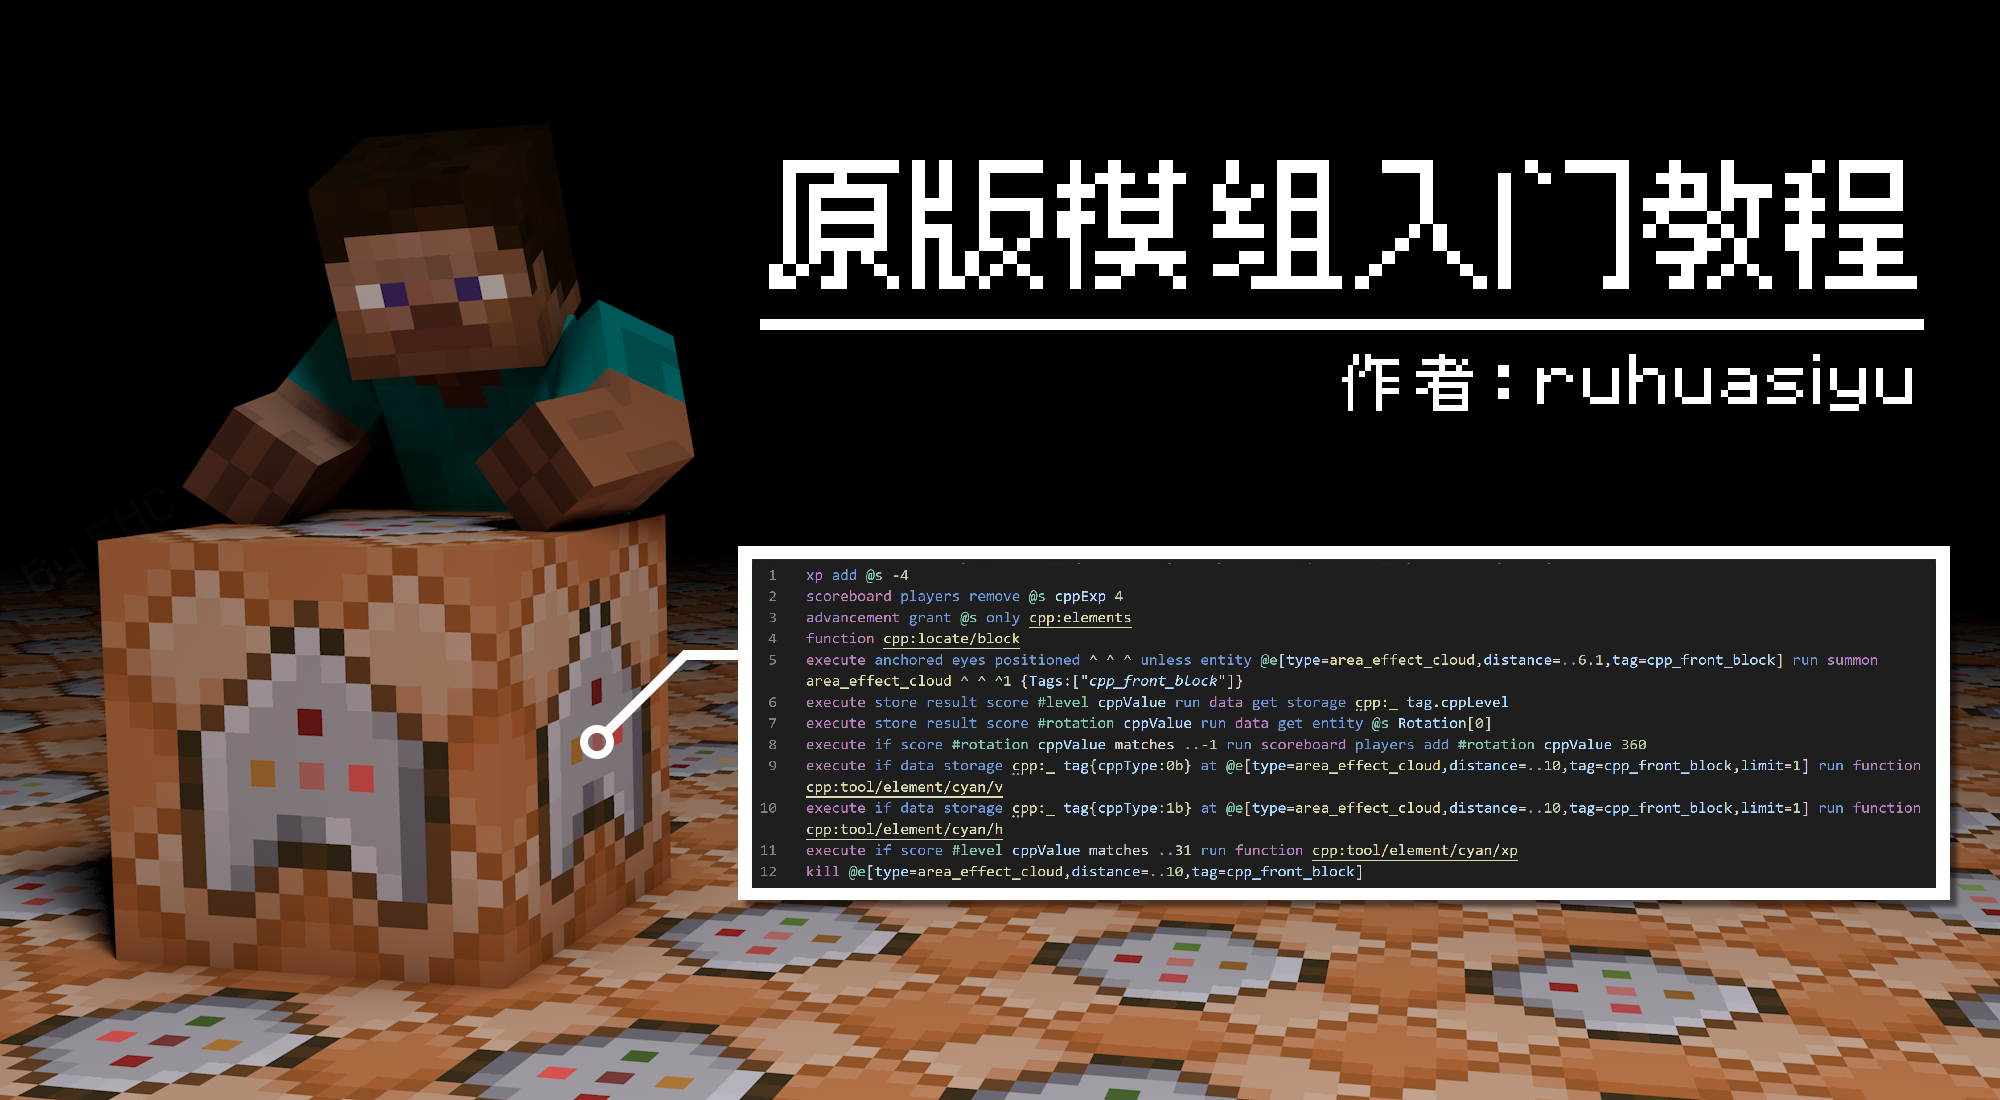 原版模组入门教程
作者：ruhuasiyu
By CHC
1 xp add @s -4
2 scoreboard players remove @s cppExp 4
3 advancement grant @s only cpp:elements
4 function cpp:locate/block
5 execute anchored eyes positioned ^ ^ ^ unless entity @e[type=area_effect_cloud,distance=..6.1,tag=cpp_front_block] run summon
area_effect_cloud ^ ^ ^1 {Tags:["cpp_front_block"]}
6 execute store result score #level cppValue run data get storage cpp:_ tag.cppLevel
7 execute store result score #rotation cppValue run data get entity @s Rotation[0]
8 execute if score #rotation cppValue matches ..-1 run scoreboard players add #rotation cppValue 360
9 execute if data storage cpp:_ tag{cppType:0b} at @e[type=area_effect_cloud,distance=..10,tag=cpp_front_block,limit=1] run function
cpp:tool/element/cyan/v
10 execute if data storage cpp:_ tag{cppType:1b} at @e[type=area_effect_cloud,distance=..10,tag=cpp_front_block,limit=1] run function
cpp:tool/element/cyan/h
11 execute if score #level cppValue matches ..31 run function cpp:tool/element/cyan/xp
12 kill @e[type=area_effect_cloud,distance=..10,tag=cpp_front_block]